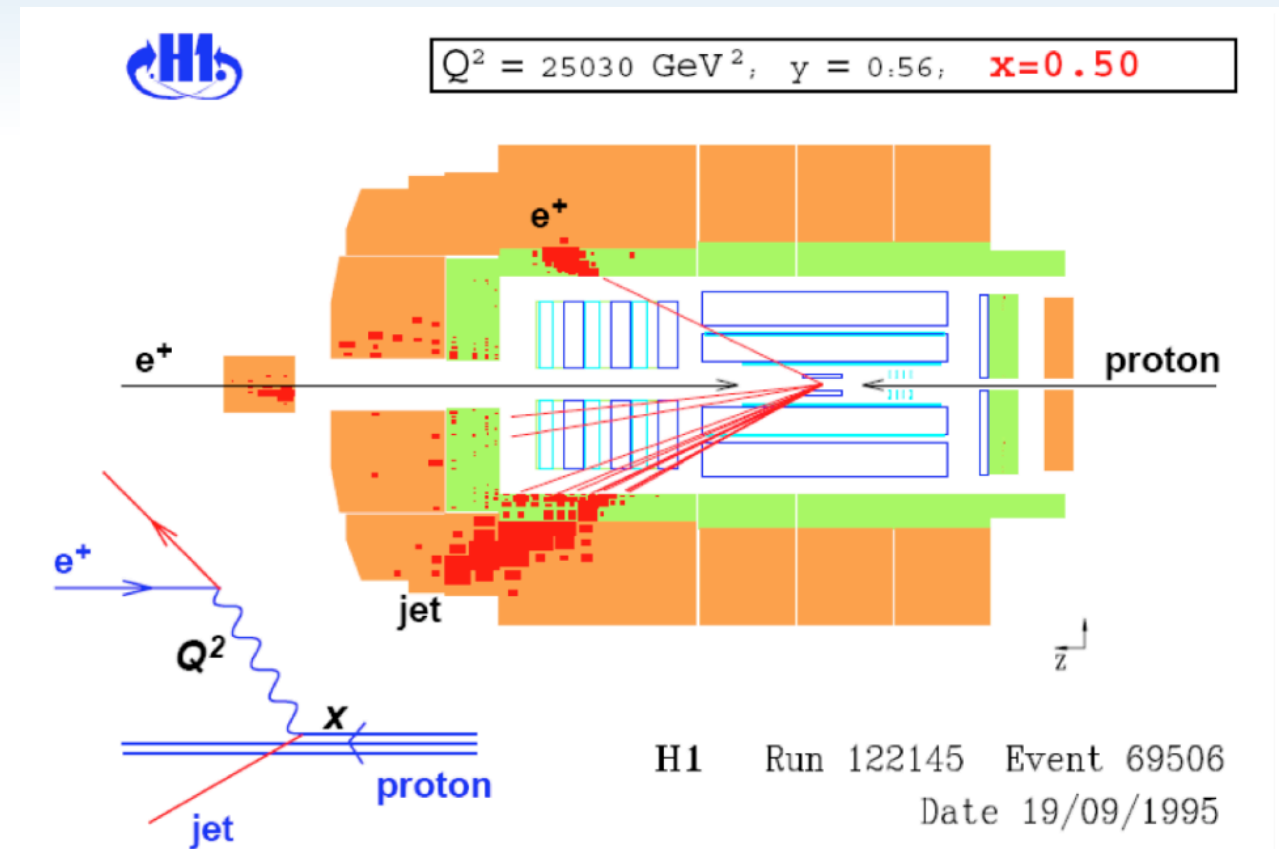 H1
Q² = 25030 GeV², y = 0.56, x=0.50
e⁺
e⁺
proton
jet
e⁺
Q²
x
proton
jet
z
H1 Run 122145 Event 69506
Date 19/09/1995